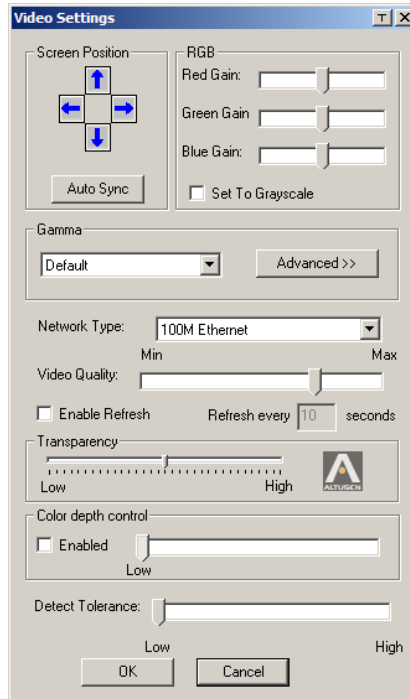 Video Settings
Screen Position
Auto Sync
RGB
Red Gain:
Green Gain
Blue Gain:
Set To Grayscale
Gamma
Default
Advanced >>
Network Type: 100M Ethernet
Min Max
Video Quality:
Enable Refresh Refresh every 10 seconds
Transparency
Low High
ALTUSEN
Color depth control
Enabled
Low
Detect Tolerance:
Low High
OK Cancel